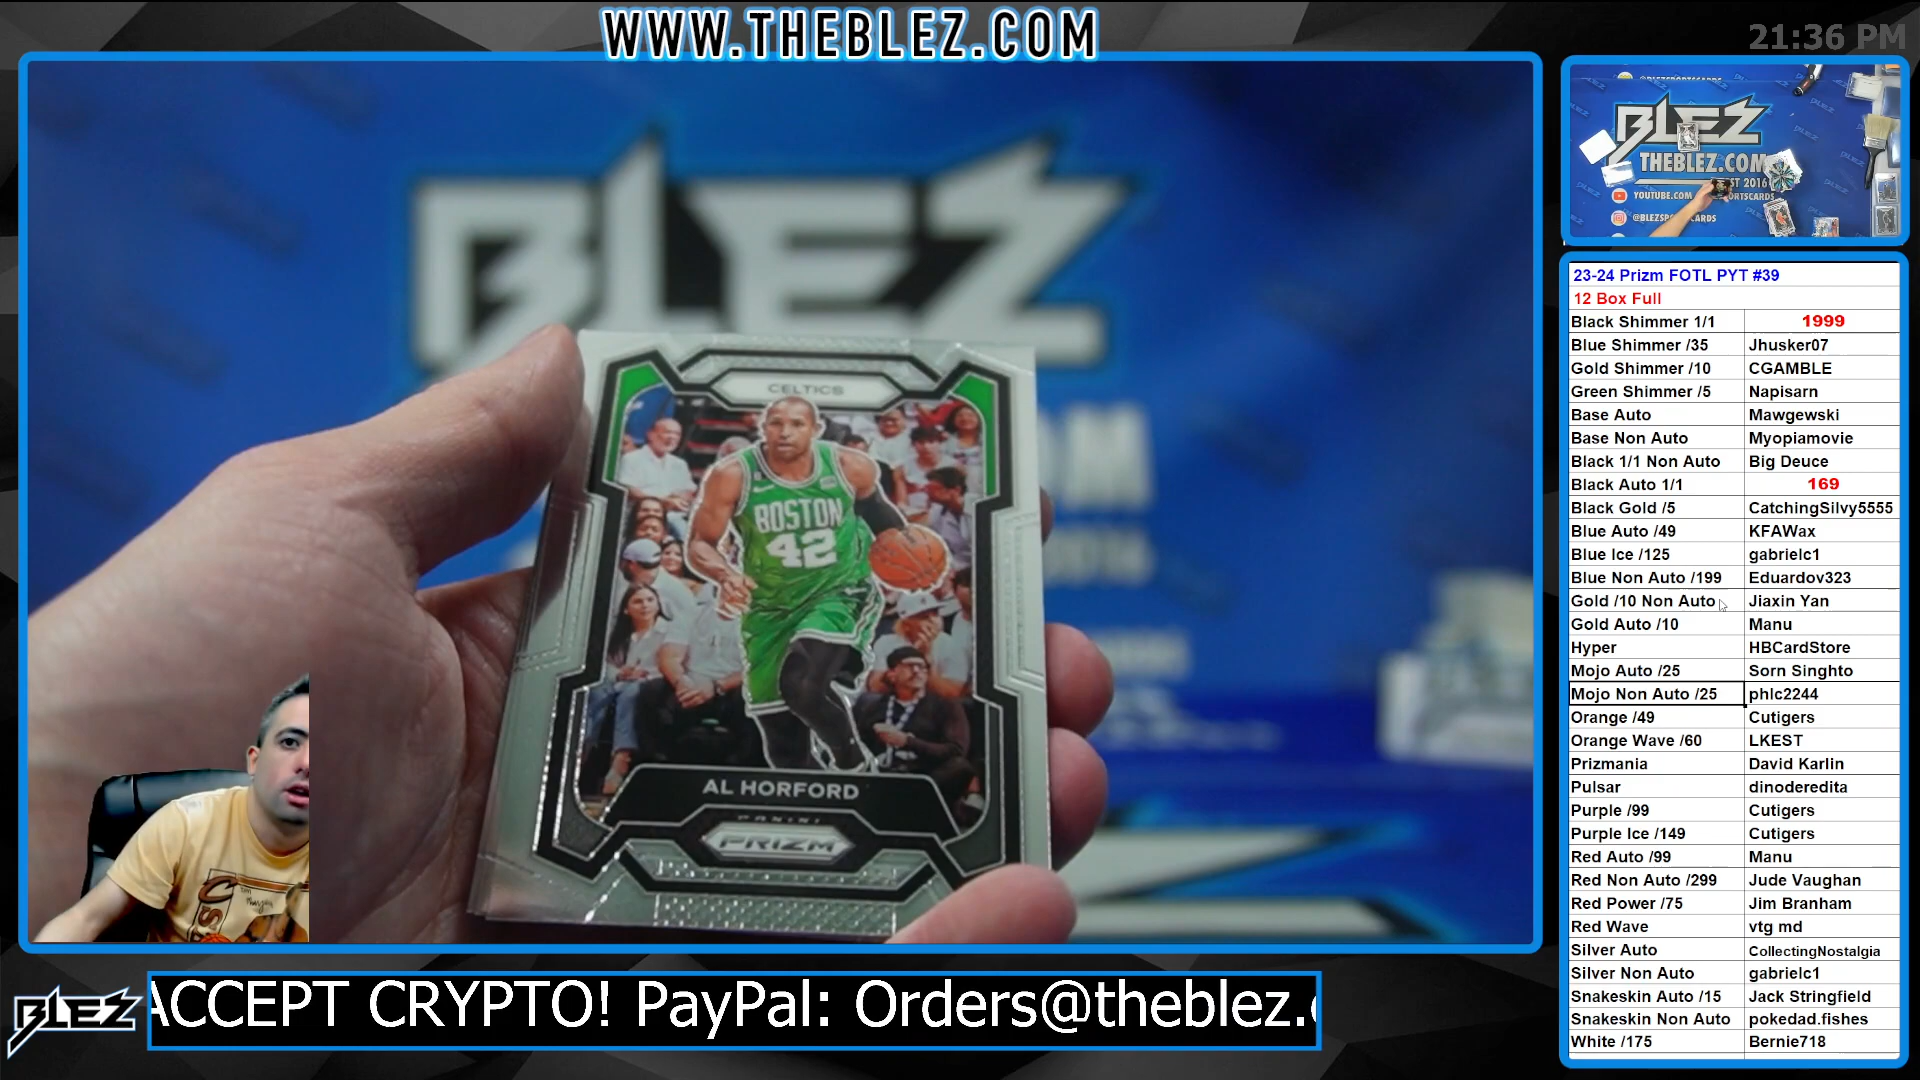 WWW.THEBLEZ.COM
21:36 PM
BLEZ
CELTICS
BOSTON
42
AL HORFORD
PANINI
PRIZM
BLEZ
THEBLEZ.COM
ST 2016
YOUTUBE.COM
ORTSCARDS
23-24 Prizm FOTL PYT #39
12 Box Full
Black Shimmer 1/1 1999
Blue Shimmer /35 Jhusker07
Gold Shimmer /10 CGAMBLE
Green Shimmer /5 Napisarn
Base Auto Mawgewski
Base Non Auto Myopiamovie
Black 1/1 Non Auto Big Deuce
Black Auto 1/1 169
Black Gold /5 CatchingSilvy5555
Blue Auto /49 KFAWax
Blue Ice /125 gabrielc1
Blue Non Auto /199 Eduardov323
Gold /10 Non Auto Jiaxin Yan
Gold Auto /10 Manu
Hyper HBCardStore
Mojo Auto /25 Sorn Singhto
Mojo Non Auto /25 phlc2244
Orange /49 Cutigers
Orange Wave /60 LKEST
Prizmania David Karlin
Pulsar dinoderedita
Purple /99 Cutigers
Purple Ice /149 Cutigers
Red Auto /99 Manu
Red Non Auto /299 Jude Vaughan
Red Power /75 Jim Branham
Red Wave vtg md
Silver Auto CollectingNostalgia
Silver Non Auto gabrielc1
Snakeskin Auto /15 Jack Stringfield
Snakeskin Non Auto pokedad.fishes
White /175 Bernie718
BLEZ
ACCEPT CRYPTO! PayPal: Orders@theblez.